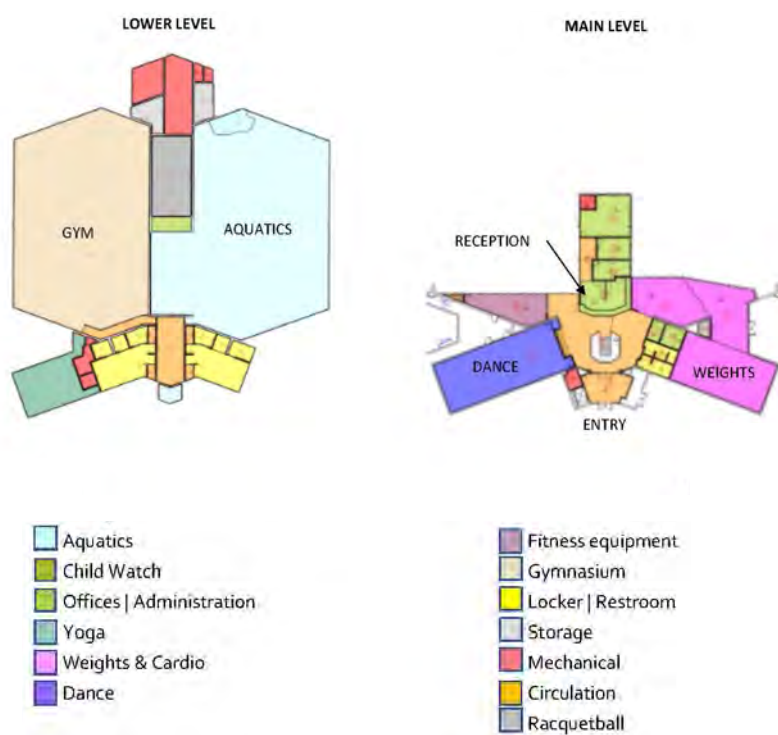 LOWER LEVEL
MAIN LEVEL
GYM
AQUATICS
RECEPTION
DANCE
WEIGHTS
ENTRY
Aquatics
Child Watch
Offices | Administration
Yoga
Weights & Cardio
Dance
Fitness equipment
Gymnasium
Locker | Restroom
Storage
Mechanical
Circulation
Racquetball